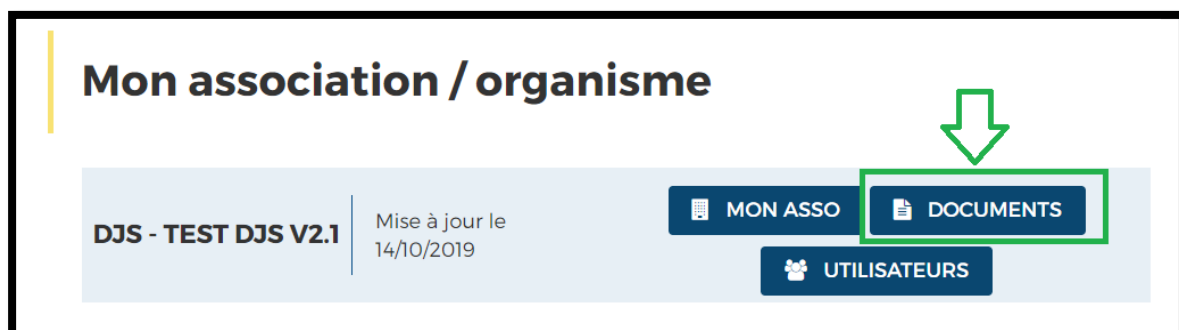 Mon association / organisme
DJS - TEST DJS V2.1
Mise à jour le
14/10/2019
MON ASSO
DOCUMENTS
UTILISATEURS